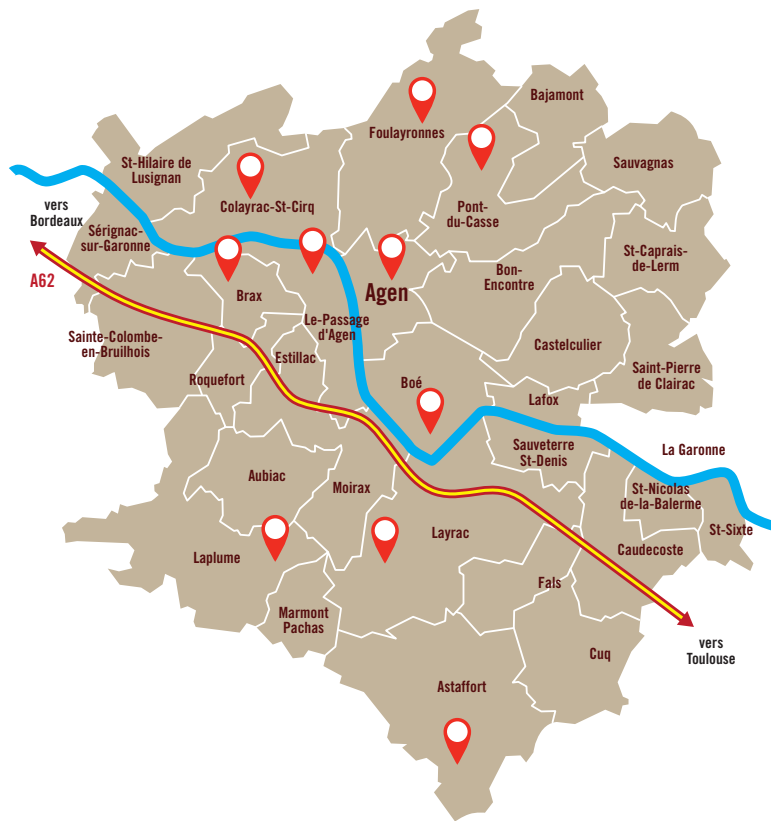 Bajamont
Foulayronnes
St-Hilaire de
Lusignan
Sauvagnas
vers
Bordeaux
Colayrac-St-Cirq
Pont-
du-Casse
Sérignac-
sur-Garonne
St-Caprais-
de-Lerm
Bon-
Encontre
A62
Agen
Brax
Le-Passage
d'Agen
Sainte-Colombe-
en-Bruilhois
Estillac
Castelculier
Saint-Pierre
de Clairac
Roquefort
Boé
Lafox
Sauveterre
St-Denis
La Garonne
Aubiac
Moirax
St-Nicolas
de-la-Balerme
St-Sixte
Layrac
Laplume
Caudecoste
Fals
Marmont
Pachas
vers
Toulouse
Cuq
Astaffort